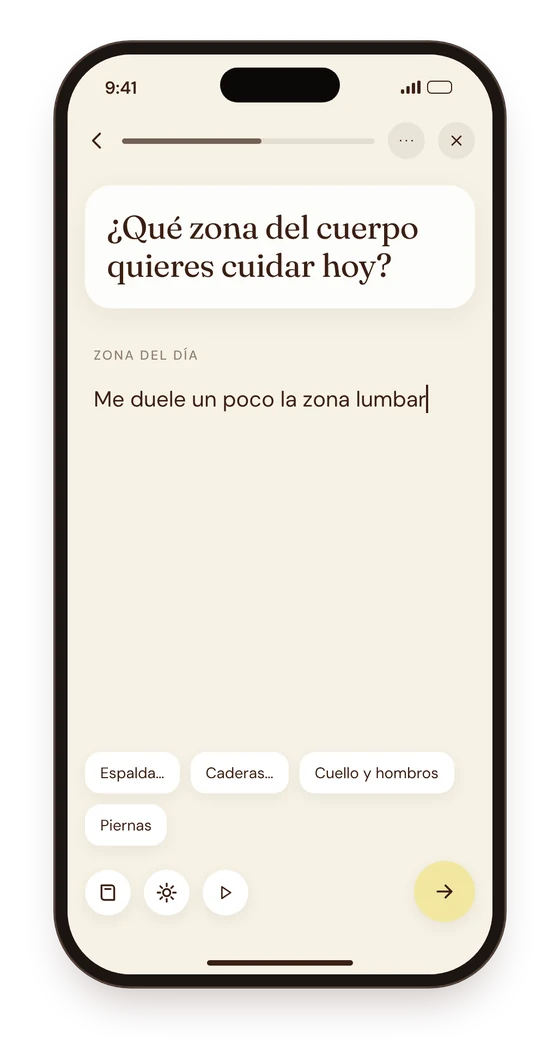 9:41
¿Qué zona del cuerpo
quieres cuidar hoy?
ZONA DEL DÍA
Me duele un poco la zona lumbar
Espalda… Caderas… Cuello y hombros
Piernas